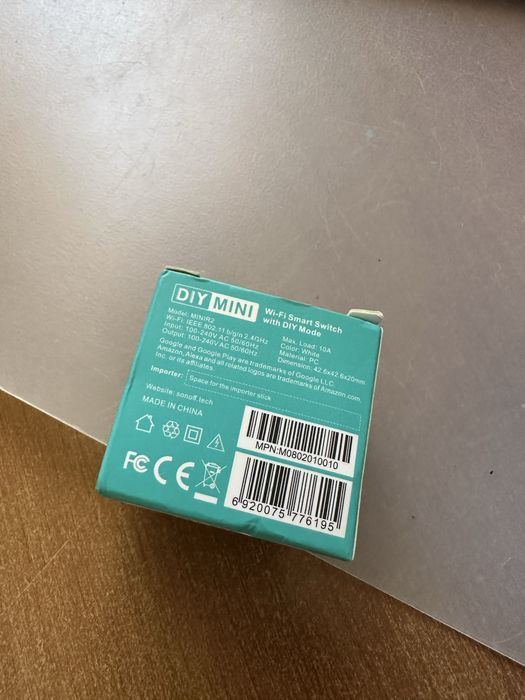 DIY MINI
Wi-Fi Smart Switch
with DIY Mode
Model: MINIR2
Wi-Fi: IEEE 802.11 b/g/n 2.4GHz
Input: 100-240V AC 50/60Hz
Output: 100-240V AC 50/60Hz
Max. Load: 10A
Color: White
Material: PC
Dimension: 42.6x42.6x20mm
Google and Google Play are trademarks of Google LLC.
Amazon, Alexa and all related logos are trademarks of Amazon.com,
Inc. or its affiliates.
Importer: Space for the importer stick
Website: sonoff.tech
MADE IN CHINA
MPN:M0802010010
FC CE
6 920075 776195